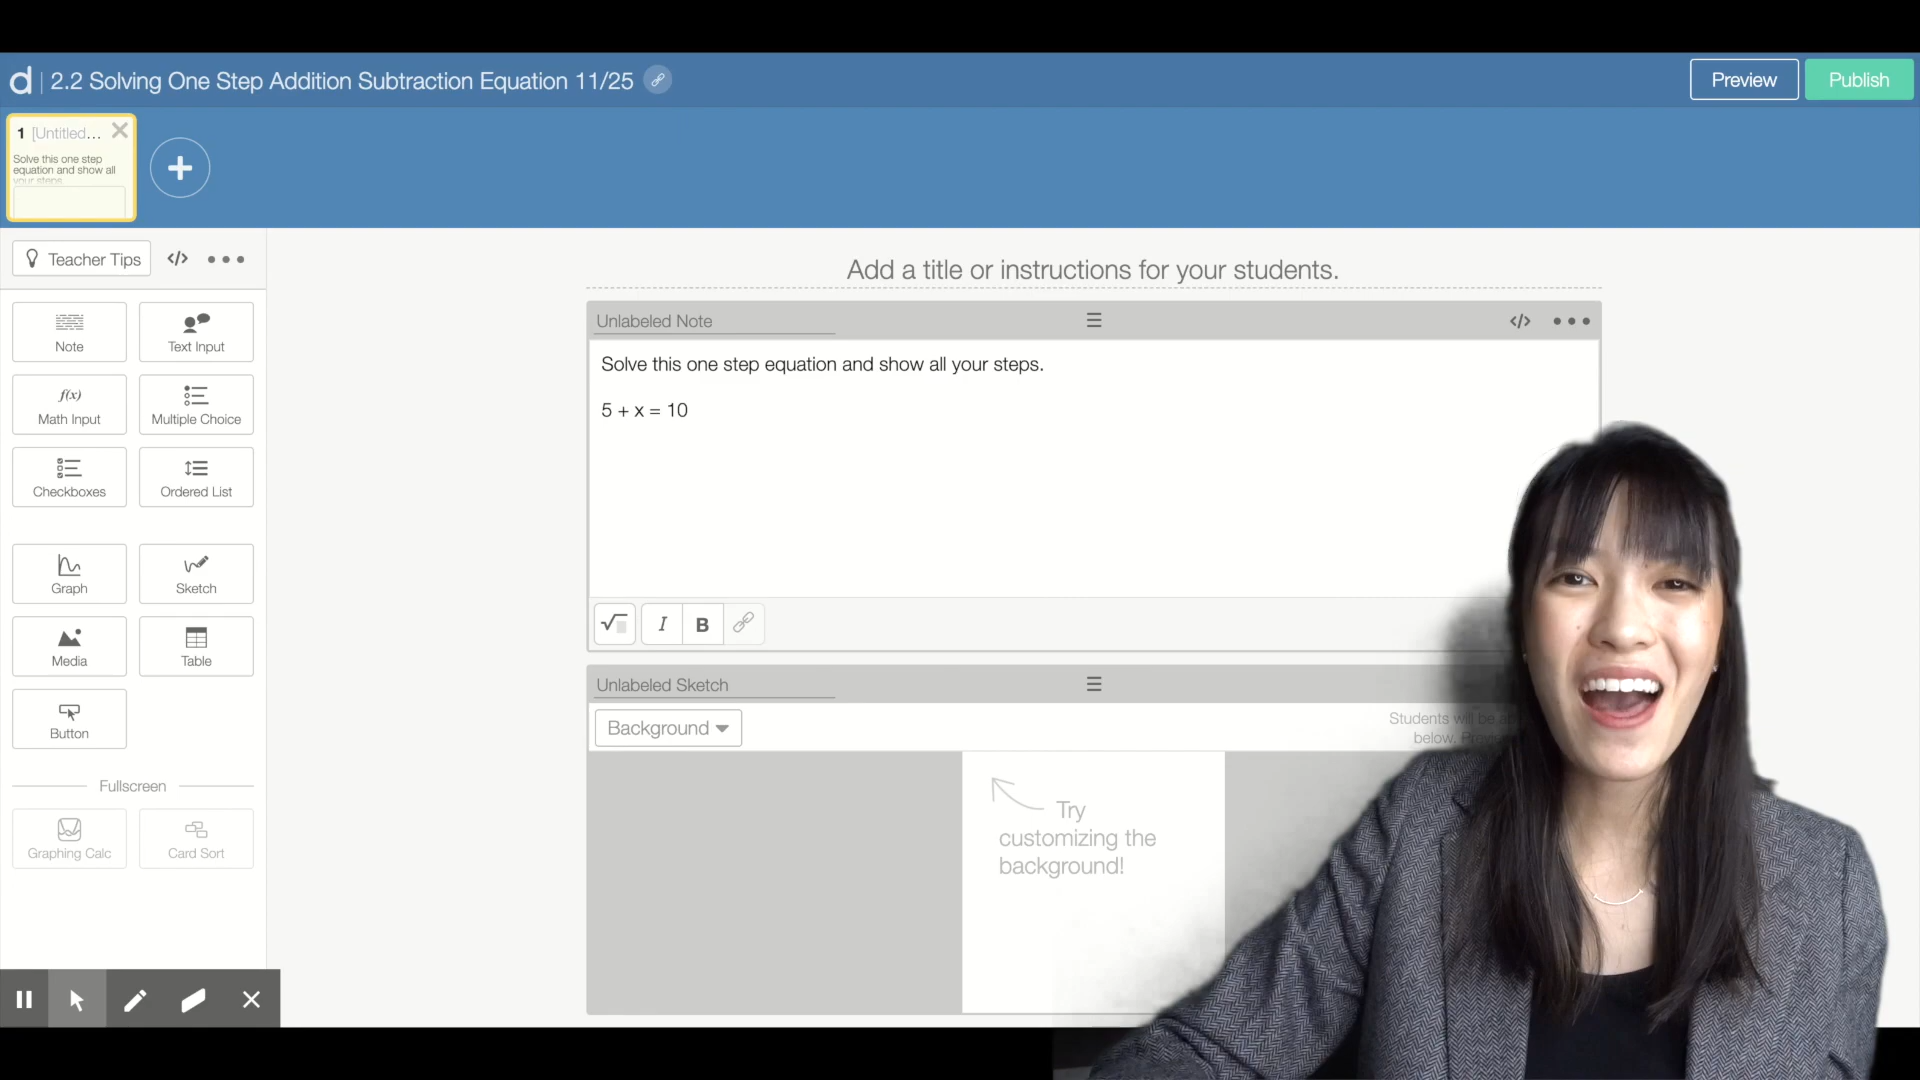 d | 2.2 Solving One Step Addition Subtraction Equation 11/25
Preview
Publish
1 [Untitled...
Solve this one step
equation and show all
your steps.
Teacher Tips
Add a title or instructions for your students.
Note
Text Input
f(x)
Math Input
Multiple Choice
Checkboxes
Ordered List
Graph
Sketch
Media
Table
Button
Fullscreen
Graphing Calc
Card Sort
Unlabeled Note
</>
Solve this one step equation and show all your steps.
5 + x = 10
I
B
Unlabeled Sketch
Background
Students will be
below.
Try
customizing the
background!